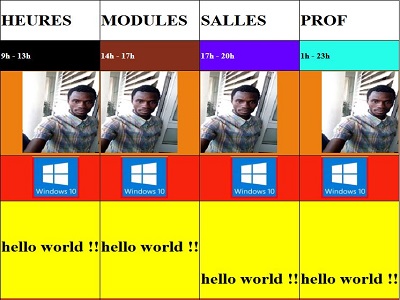 HEURES MODULES SALLES PROF
9h - 13h 14h - 17h 17h - 20h 1h - 23h
Windows 10 Windows 10 Windows 10 Windows 10
hello world !! hello world !!
hello world !! hello world !!